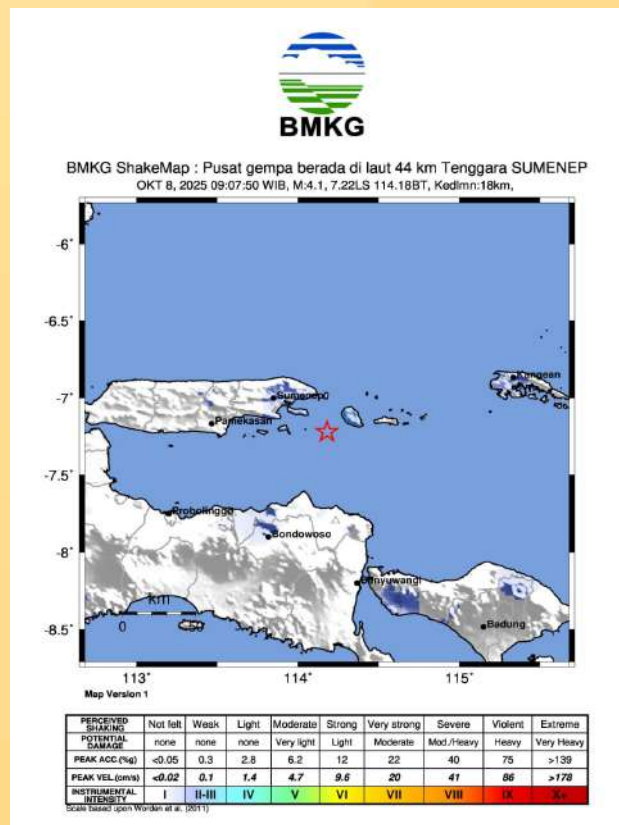 BMKG
BMKG ShakeMap : Pusat gempa berada di laut 44 km Tenggara SUMENEP
OKT 8, 2025 09:07:50 WIB, M:4.1, 7.22LS 114.18BT, Kedlmn:18km,
-6˚
-6.5˚
Kangean
-7˚
Sumenep
Pamekasan
-7.5˚
Probolinggo
Bondowoso
-8˚
Banyuwangi
km
0 50
Badung
-8.5˚
113˚ 114˚ 115˚
Map Version 1
PERCEIVED SHAKING Not felt Weak Light Moderate Strong Very strong Severe Violent Extreme
POTENTIAL DAMAGE none none none Very light Light Moderate Mod./Heavy Heavy Very Heavy
PEAK ACC.(%g) <0.05 0.3 2.8 6.2 12 22 40 75 >139
PEAK VEL.(cm/s) <0.02 0.1 1.4 4.7 9.6 20 41 86 >178
INSTRUMENTAL INTENSITY I II-III IV V VI VII VIII IX X+
Scale based upon Worden et al. (2011)